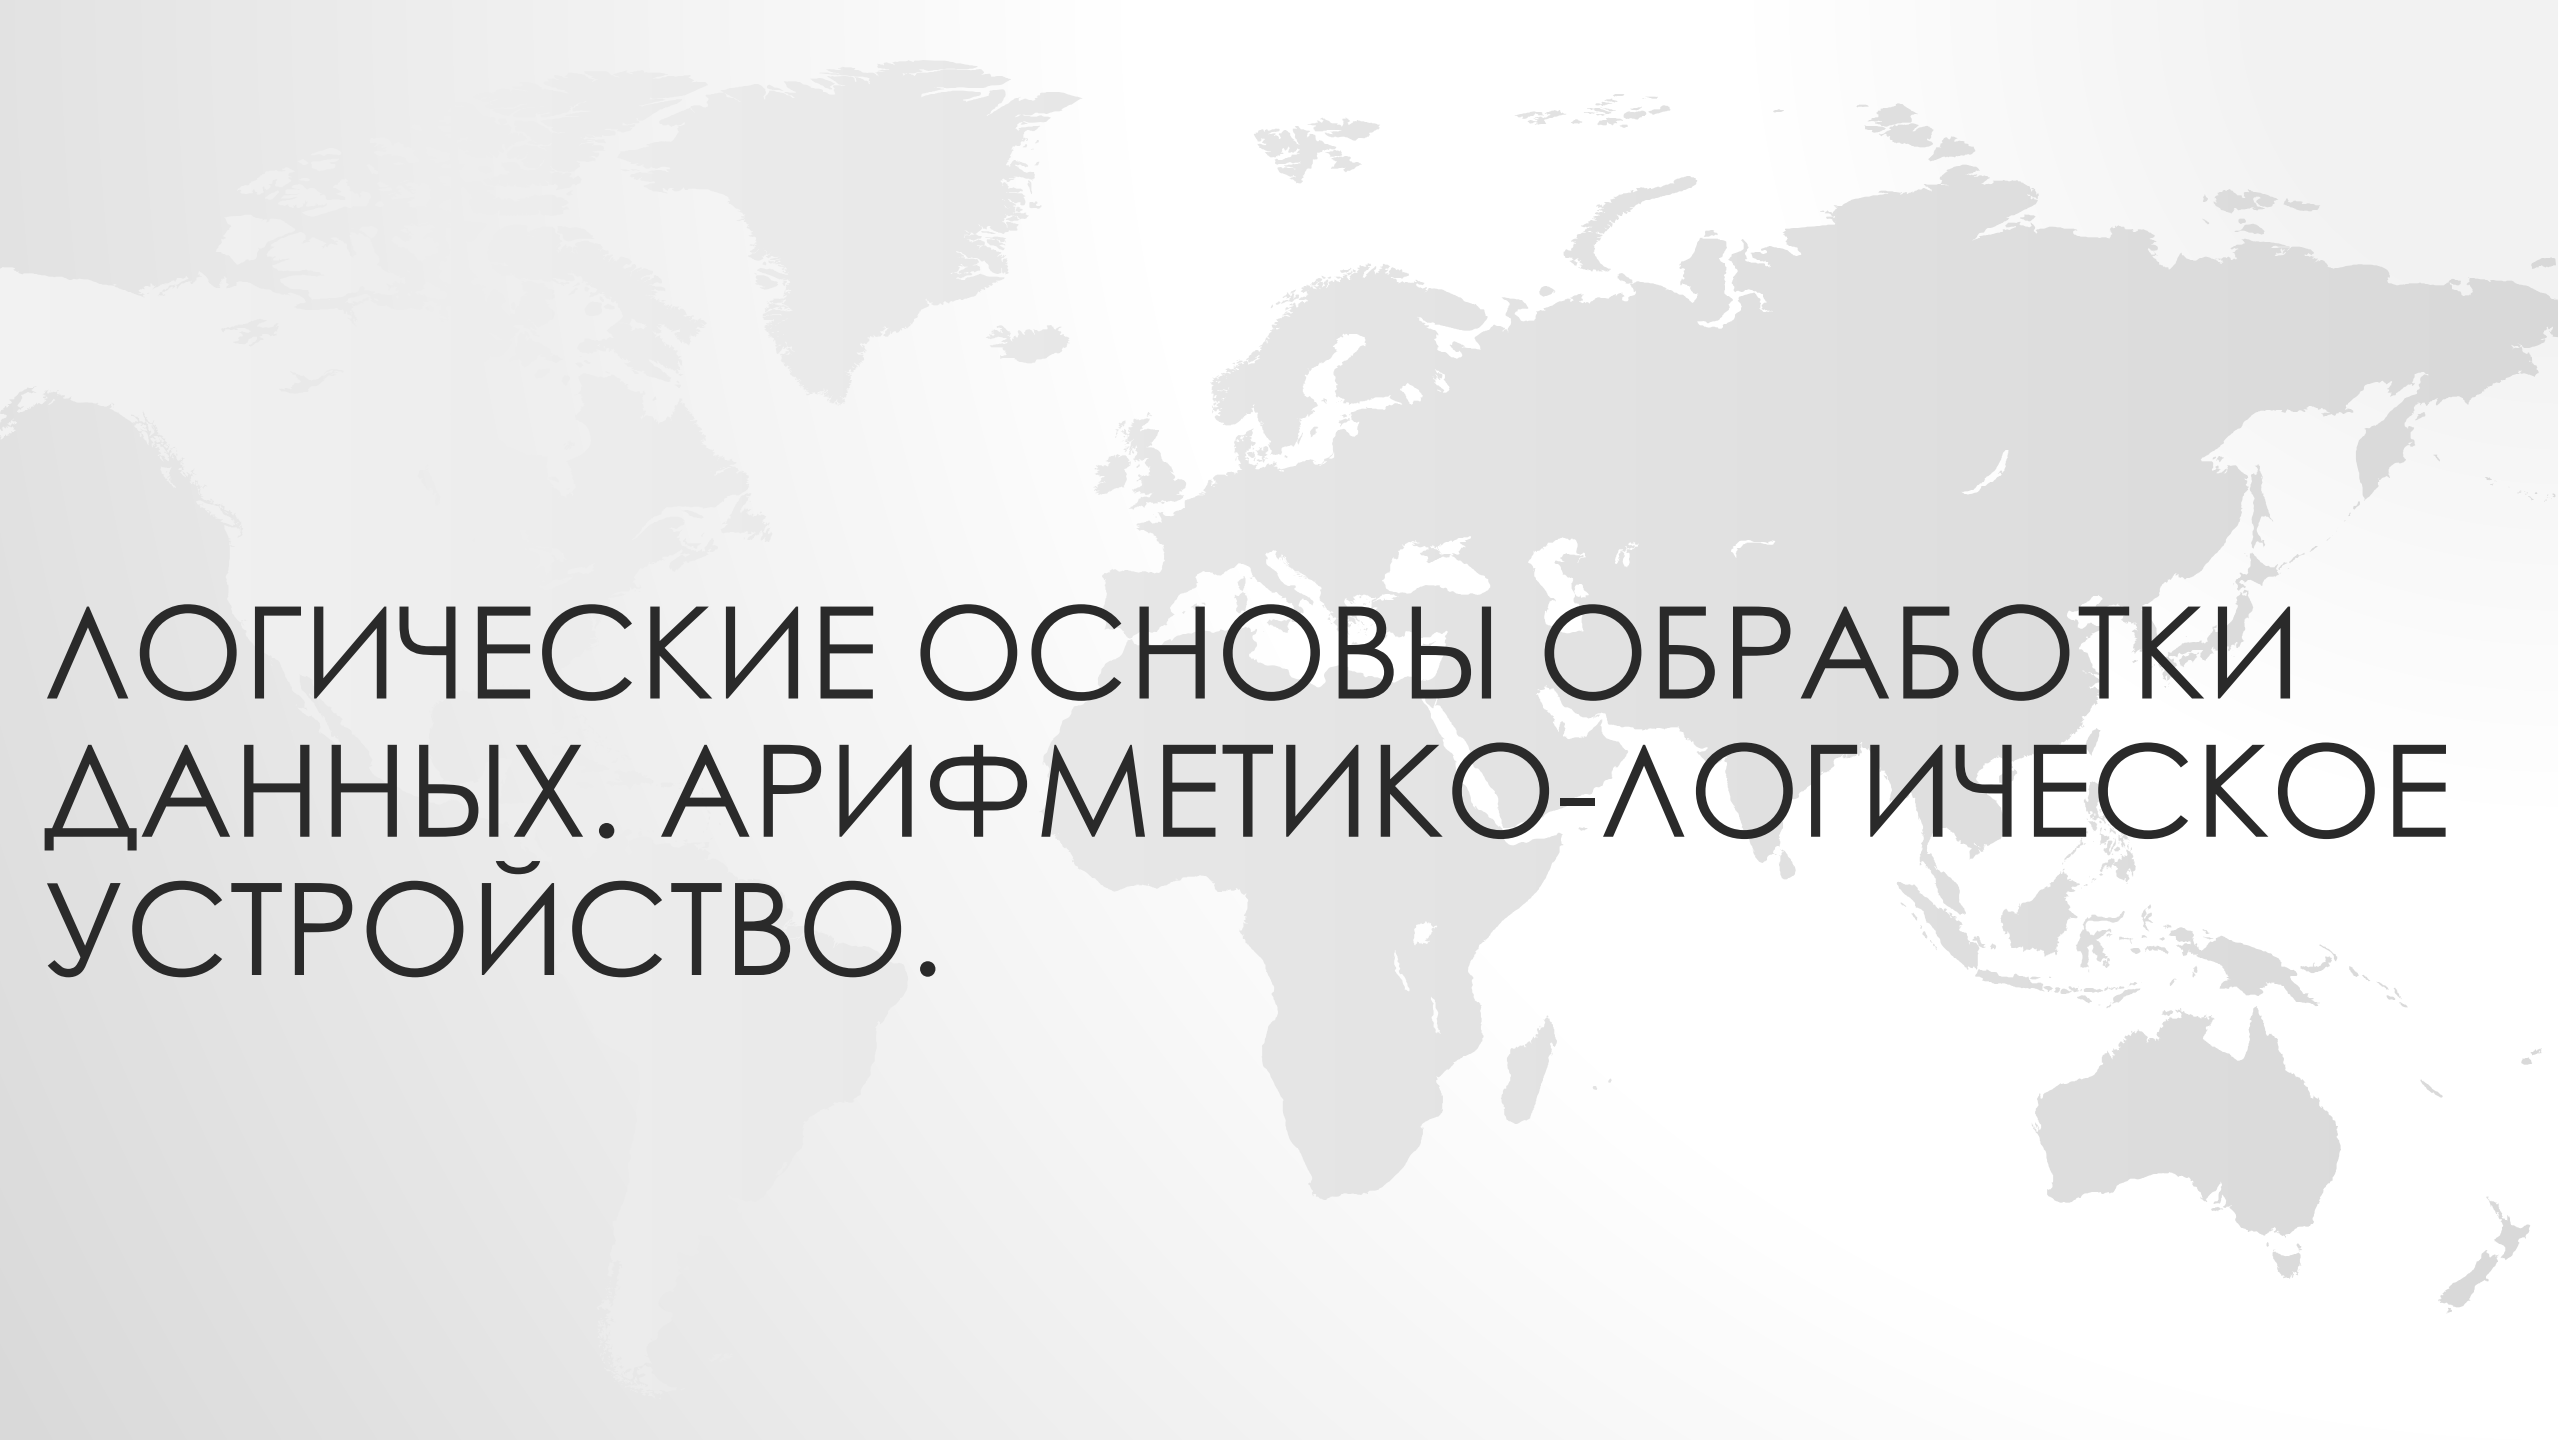 ЛОГИЧЕСКИЕ ОСНОВЫ ОБРАБОТКИ
ДАННЫХ. АРИФМЕТИКО-ЛОГИЧЕСКОЕ
УСТРОЙСТВО.